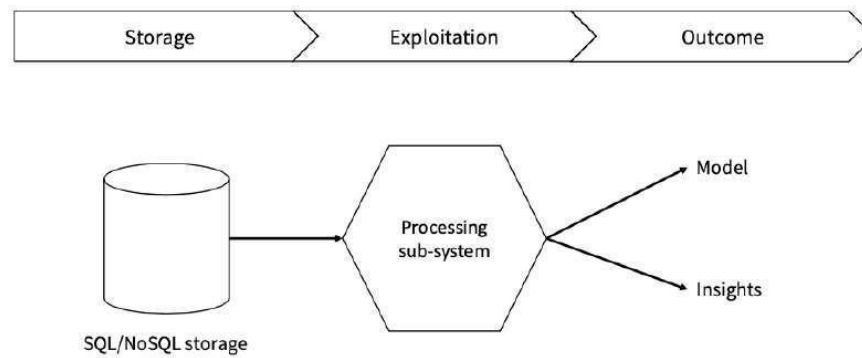 Storage
Exploitation
Outcome
Processing
sub-system
Model
Insights
SQL/NoSQL storage